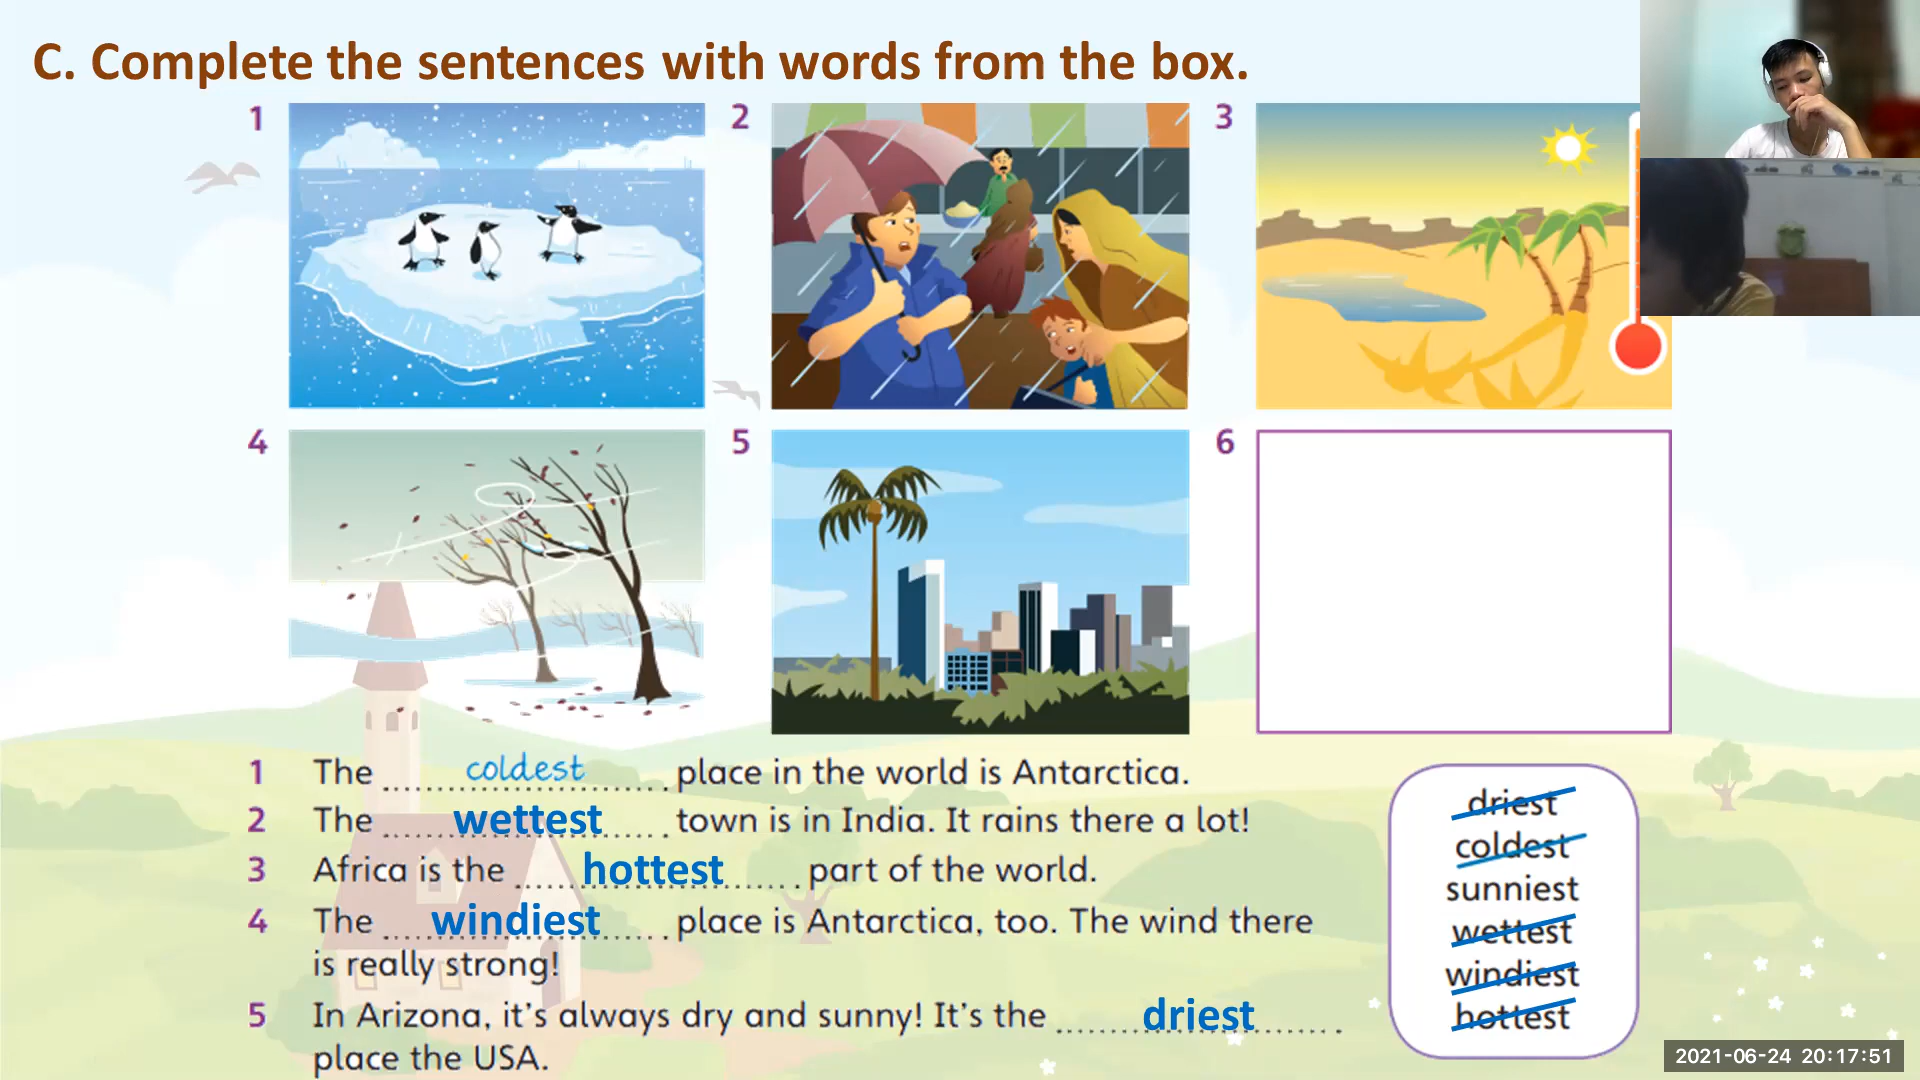 C. Complete the sentences with words from the box.
1
2
3
4
5
6
1 The coldest place in the world is Antarctica.
2 The wettest town is in India. It rains there a lot!
3 Africa is the hottest part of the world.
4 The windiest place is Antarctica, too. The wind there
is really strong!
5 In Arizona, it's always dry and sunny! It's the driest
place the USA.
driest
coldest
sunniest
wettest
windiest
hottest
2021-06-24 20:17:51